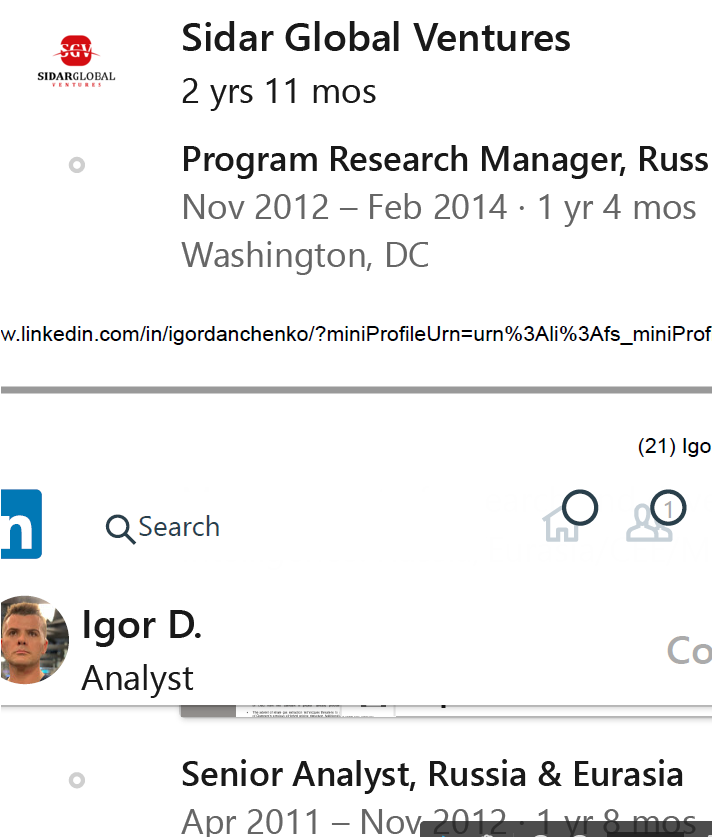 SGV
SIDARGLOBAL
VENTURES
Sidar Global Ventures
2 yrs 11 mos
Program Research Manager, Russ
Nov 2012 – Feb 2014 · 1 yr 4 mos
Washington, DC
w.linkedin.com/in/igordanchenko/?miniProfileUrn=urn%3Ali%3Afs_miniProf
(21) Igo
n
Search
1
Igor D.
Co
Analyst
Senior Analyst, Russia & Eurasia
Apr 2011 – Nov 2012 · 1 yr 8 mos